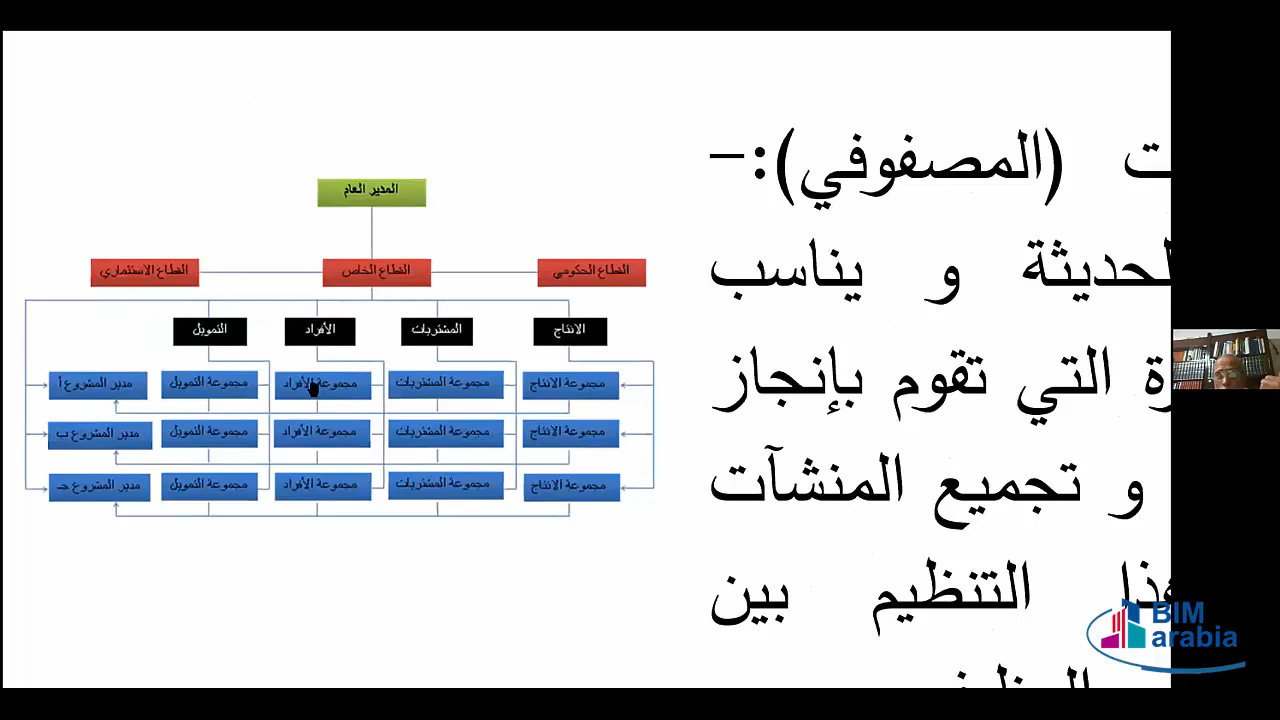 (المصفوفي):-
و يناسب
التي تقوم بإنجاز
و تجميع المنشآت
التنظيم بين
المدير العام
القطاع الحكومي القطاع الخاص القطاع الاستثماري
الانتاج المشتريات الأفراد التمويل
مجموعة الانتاج مجموعة المشتريات مجموعة الأفراد مجموعة التمويل مدير المشروع أ
مجموعة الانتاج مجموعة المشتريات مجموعة الأفراد مجموعة التمويل مدير المشروع ب
مجموعة الانتاج مجموعة المشتريات مجموعة الأفراد مجموعة التمويل مدير المشروع جـ
BIM
arabia